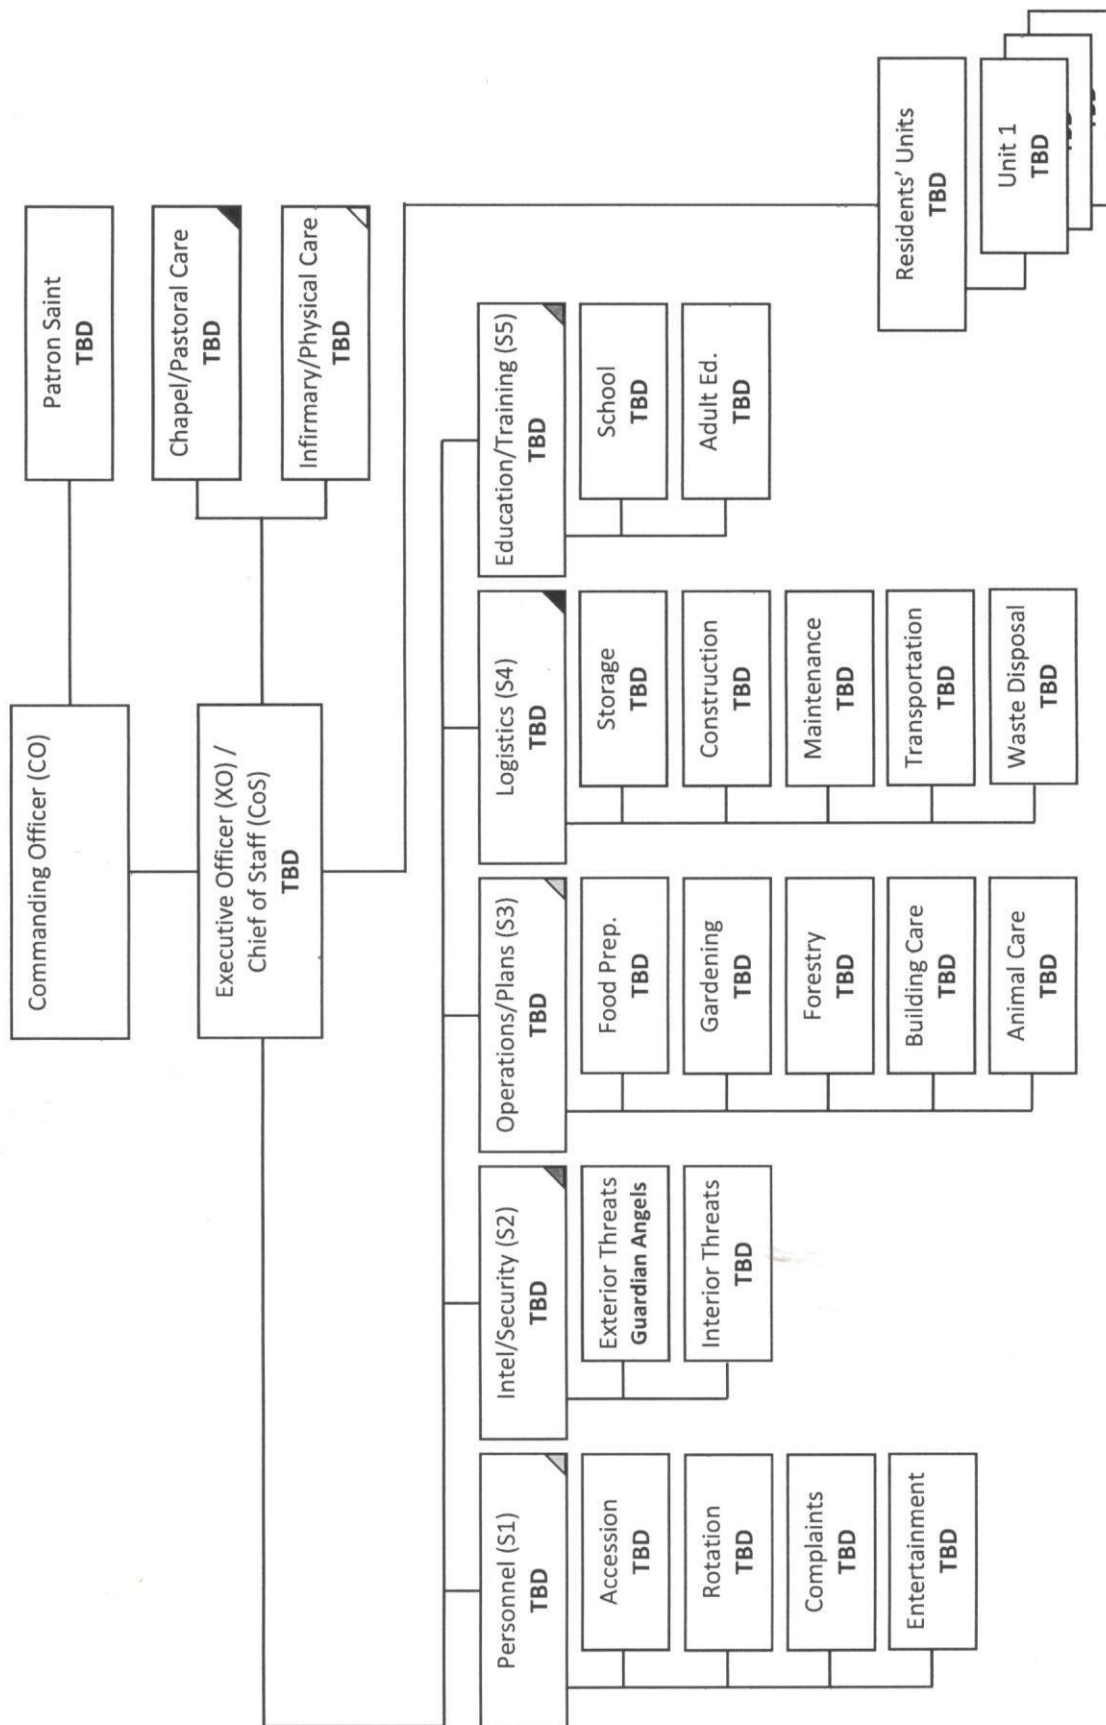 Commanding Officer (CO)
Patron Saint
TBD
Executive Officer (XO) /
Chief of Staff (CoS)
TBD
Chapel/Pastoral Care
TBD
Infirmary/Physical Care
TBD
Personnel (S1)
TBD
Accession
TBD
Rotation
TBD
Complaints
TBD
Entertainment
TBD
Intel/Security (S2)
TBD
Exterior Threats
Guardian Angels
Interior Threats
TBD
Operations/Plans (S3)
TBD
Food Prep.
TBD
Gardening
TBD
Forestry
TBD
Building Care
TBD
Animal Care
TBD
Logistics (S4)
TBD
Storage
TBD
Construction
TBD
Maintenance
TBD
Transportation
TBD
Waste Disposal
TBD
Education/Training (S5)
TBD
School
TBD
Adult Ed.
TBD
Residents' Units
TBD
Unit 1
TBD